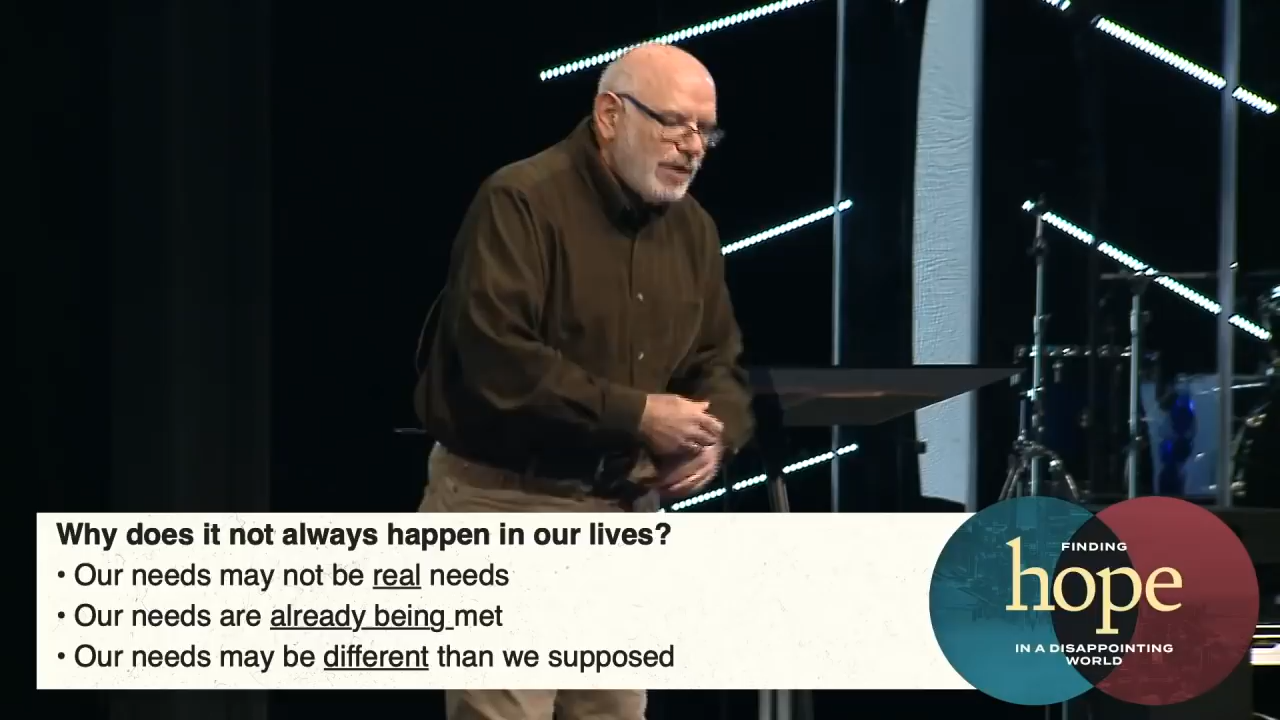 Why does it not always happen in our lives?
• Our needs may not be real needs
• Our needs are already being met
• Our needs may be different than we supposed
FINDING
hope
IN A DISAPPOINTING
WORLD